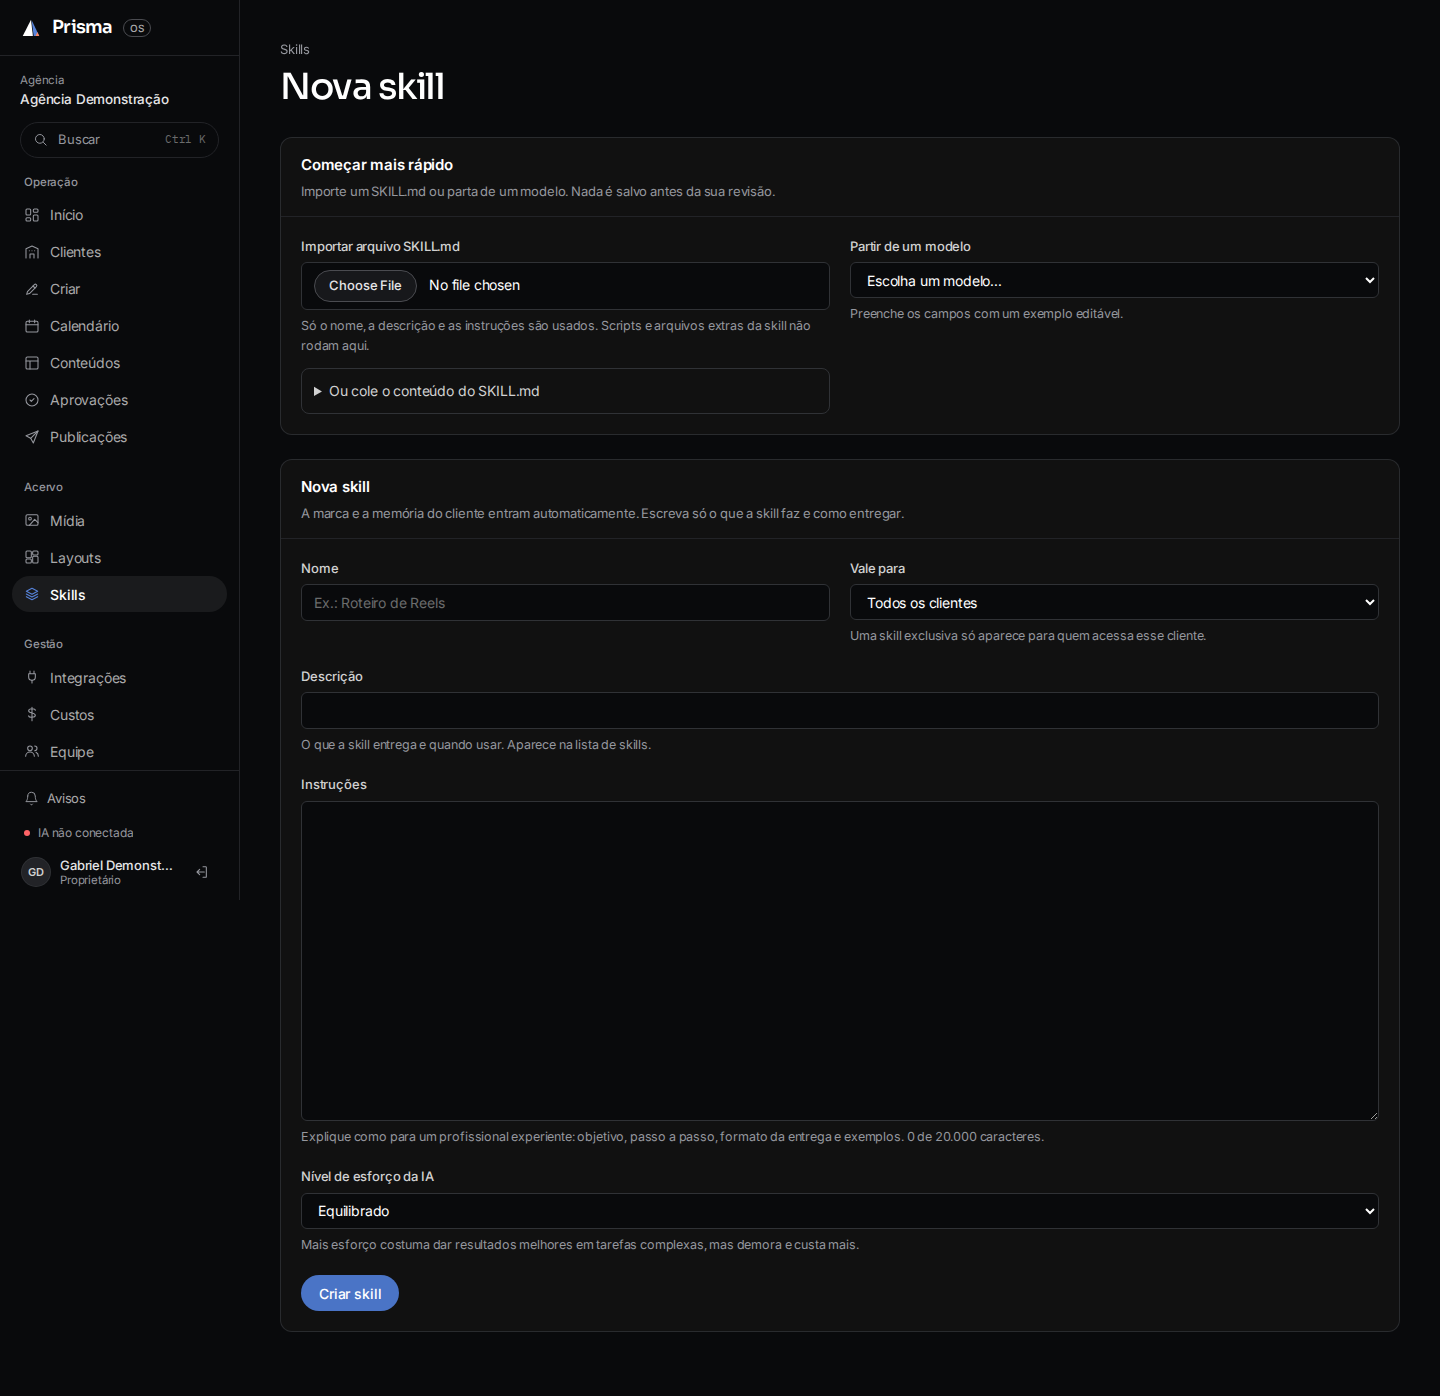 Prisma OS
Agência
Agência Demonstração
Buscar Ctrl K
Operação
Início
Clientes
Criar
Calendário
Conteúdos
Aprovações
Publicações
Acervo
Mídia
Layouts
Skills
Gestão
Integrações
Custos
Equipe
Avisos
IA não conectada
GD
Gabriel Demonst...
Proprietário
Skills
Nova skill
Começar mais rápido
Importe um SKILL.md ou parta de um modelo. Nada é salvo antes da sua revisão.
Importar arquivo SKILL.md
Choose File No file chosen
Só o nome, a descrição e as instruções são usados. Scripts e arquivos extras da skill não
rodam aqui.
Ou cole o conteúdo do SKILL.md
Partir de um modelo
Escolha um modelo...
Preenche os campos com um exemplo editável.
Nova skill
A marca e a memória do cliente entram automaticamente. Escreva só o que a skill faz e como entregar.
Nome
Ex.: Roteiro de Reels
Vale para
Todos os clientes
Uma skill exclusiva só aparece para quem acessa esse cliente.
Descrição
O que a skill entrega e quando usar. Aparece na lista de skills.
Instruções
Explique como para um profissional experiente: objetivo, passo a passo, formato da entrega e exemplos. 0 de 20.000 caracteres.
Nível de esforço da IA
Equilibrado
Mais esforço costuma dar resultados melhores em tarefas complexas, mas demora e custa mais.
Criar skill